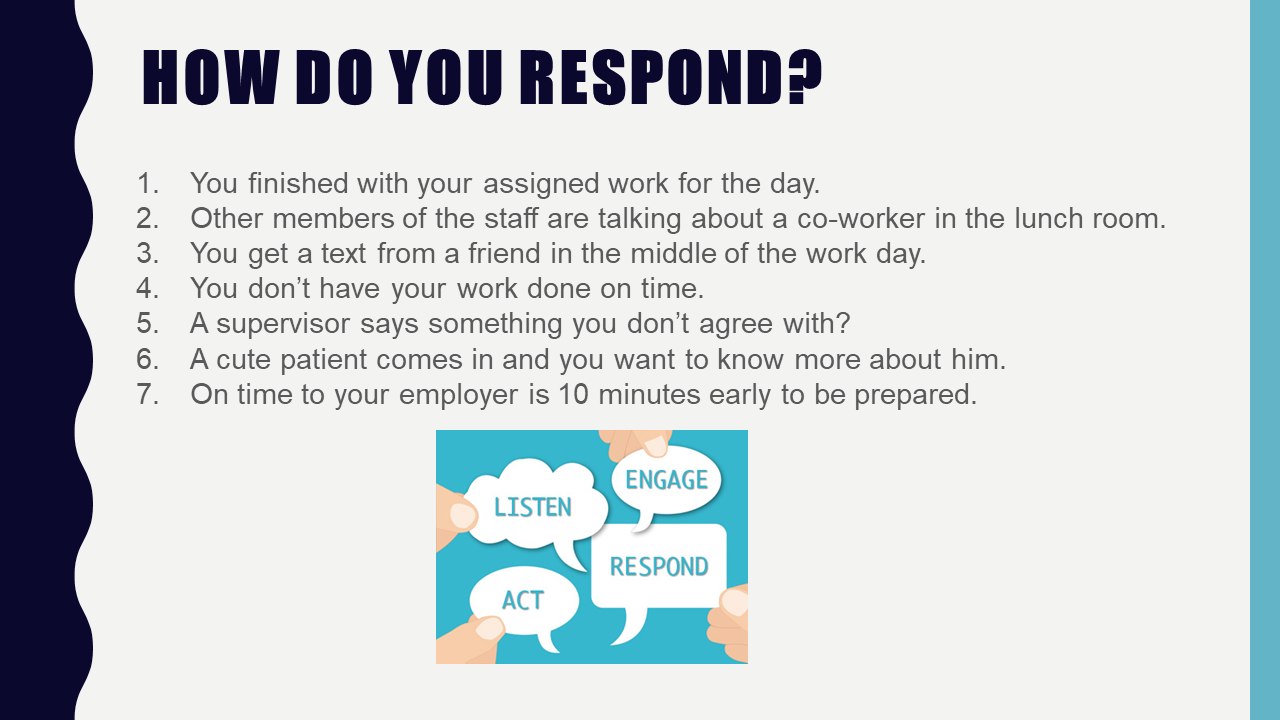 HOW DO YOU RESPOND?
1. You finished with your assigned work for the day.
2. Other members of the staff are talking about a co-worker in the lunch room.
3. You get a text from a friend in the middle of the work day.
4. You don’t have your work done on time.
5. A supervisor says something you don’t agree with?
6. A cute patient comes in and you want to know more about him.
7. On time to your employer is 10 minutes early to be prepared.
ENGAGE
LISTEN
RESPOND
ACT